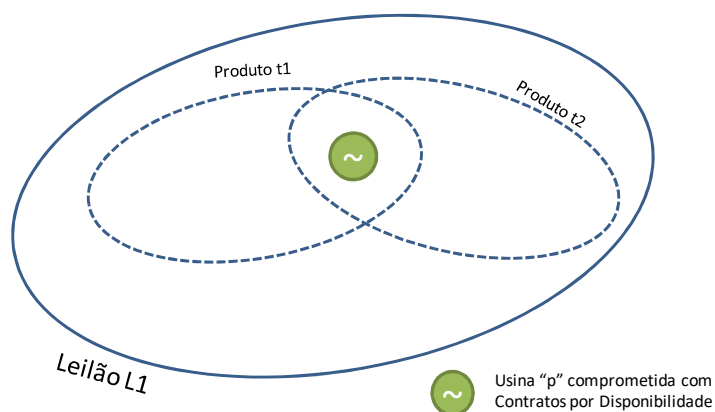 Produto t1
Produto t2
~
Leilão L1
~
Usina “p” comprometida com
Contratos por Disponibilidade